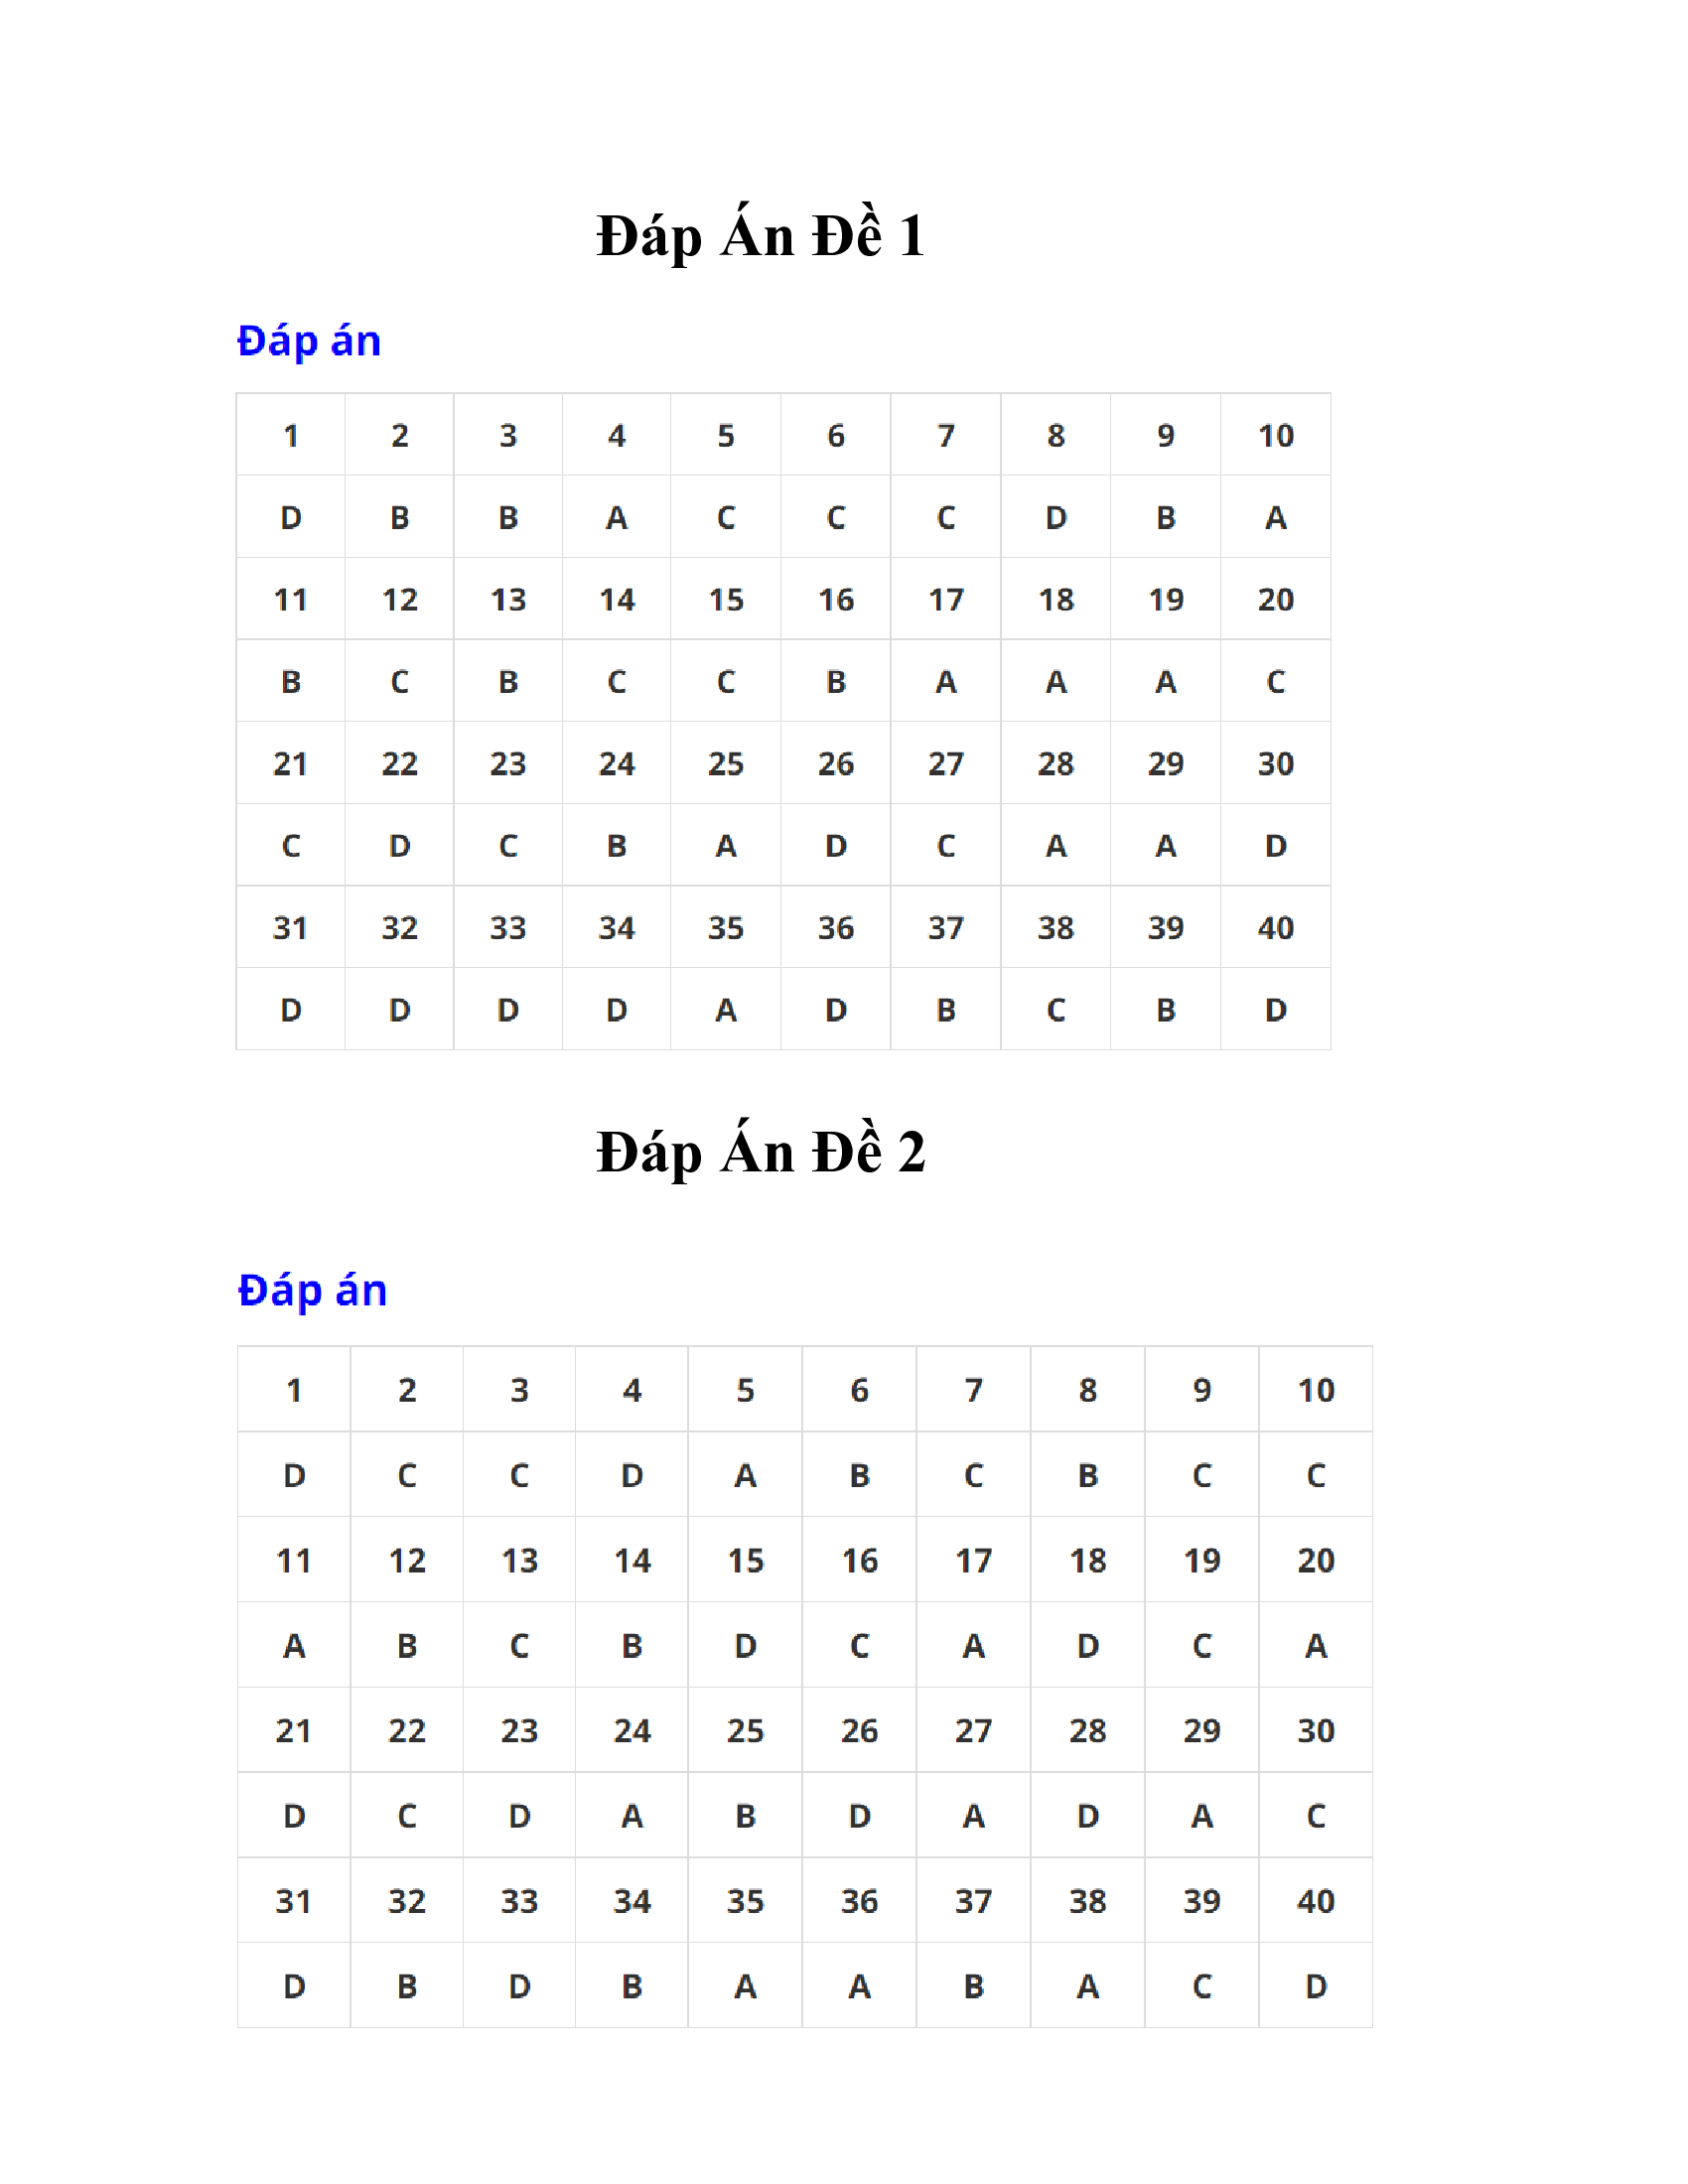 Đáp Án Đề 1
Đáp án
1 2 3 4 5 6 7 8 9 10
D B B A C C C D B A
11 12 13 14 15 16 17 18 19 20
B C B C C B A A A C
21 22 23 24 25 26 27 28 29 30
C D C B A D C A A D
31 32 33 34 35 36 37 38 39 40
D D D D A D B C B D
Đáp Án Đề 2
Đáp án
1 2 3 4 5 6 7 8 9 10
D C C D A B C B C C
11 12 13 14 15 16 17 18 19 20
A B C B D C A D C A
21 22 23 24 25 26 27 28 29 30
D C D A B D A D A C
31 32 33 34 35 36 37 38 39 40
D B D B A A B A C D